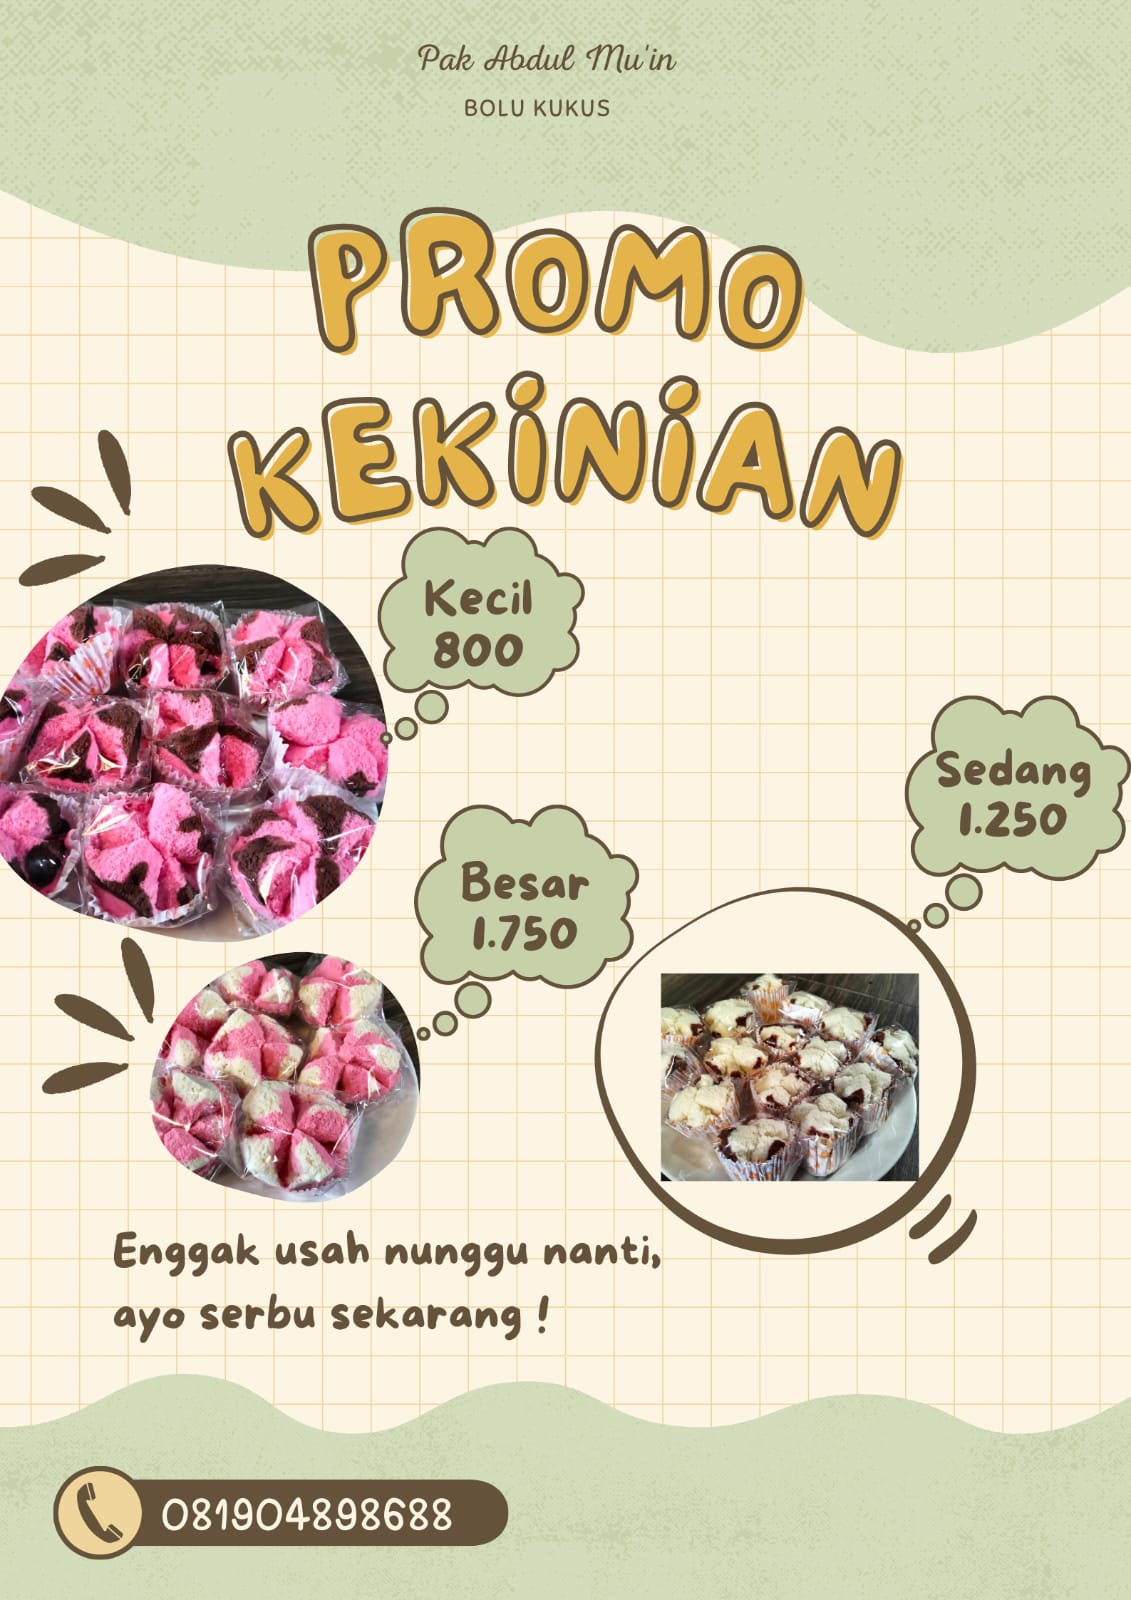 Pak Abdul Mu'in
BOLU KUKUS
PROMO
KEKINIAN
Kecil
800
Sedang
1.250
Besar
1.750
Enggak usah nunggu nanti,
ayo serbu sekarang !
081904898688